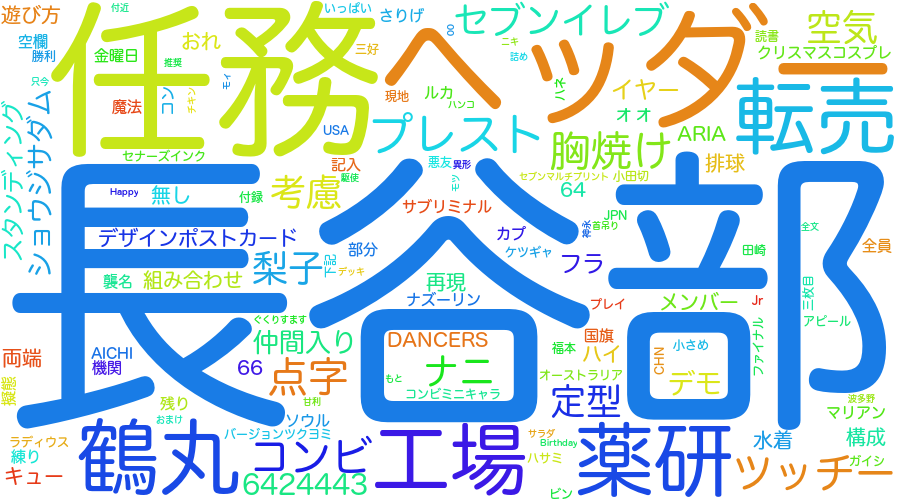 遊び方
付近
いっぱい
さりげ
セブンイレブ
空気
空欄
金曜日
おれ
三好
読書
勝利
推奨
ニキ
詰め
クリスマスコスプレ
任務
ヘッダー
転売
只今
魔法
コン
モィ
チキン
現地
ルカ
ハンコ
ハネ
イヤー
オオ
スタンディング
ショウジサダム
USA
プレスト
胸焼け
ARIA
排球
セナーズインク
記入
悪友
異形
セブンマルチプリント
小田切
Happy
無し
付録
考慮
駆使
モツ
64
サブリミナル
JPN
首吊り
全文
長谷部
デザインポストカード
部分
カプ
ケツギャ
田崎
全員
襲名
組み合わせ
梨子
下記
デッキ
再現
フラ
三枚目
ナズーリン
プレイ
メンバー
Jr
ぐくりすます
仲間入り
DANCERS
国旗
アピール
両端
AICHI
機関
66
点字
ナニ
福本
ハイ
CHN
小さめ
ファイナル
もと
オーストラリア
デモ
擬態
残り
甘利
コンビミニキャラ
定型
波多野
おまけ
ソウル
マリアン
ラディウス
鶴丸
バージョンツクヨミ
工場
サラダ
薬研
水着
構成
練り
コンビ
Birthday
ハサミ
ガイシ
キュー
6424443
ピン
ツッチー